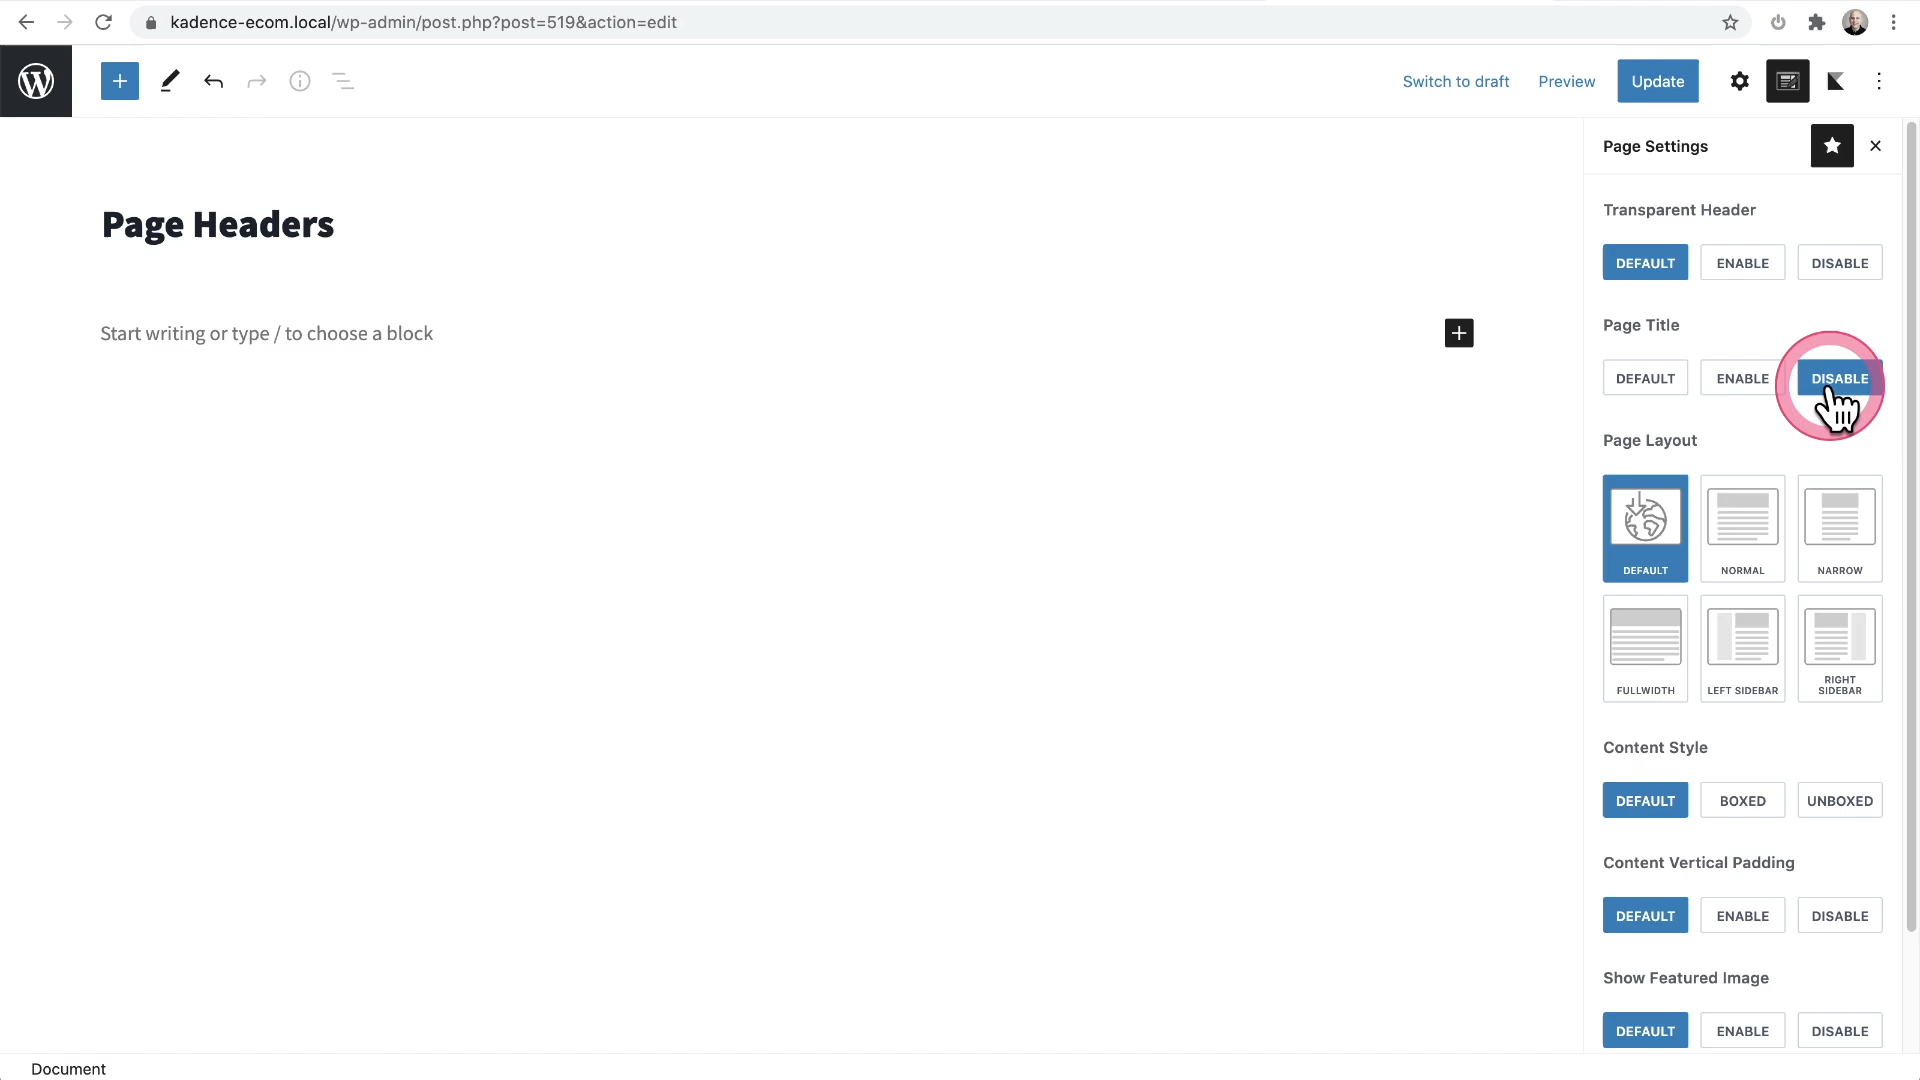 kadence-ecom.local/wp-admin/post.php?post=519&action=edit
Switch to draft
Preview
Update
Page Settings
Page Headers
Start writing or type / to choose a block
Transparent Header
DEFAULT
ENABLE
DISABLE
Page Title
DEFAULT
ENABLE
DISABLE
Page Layout
DEFAULT
NORMAL
NARROW
FULLWIDTH
LEFT SIDEBAR
RIGHT
SIDEBAR
Content Style
DEFAULT
BOXED
UNBOXED
Content Vertical Padding
DEFAULT
ENABLE
DISABLE
Show Featured Image
DEFAULT
ENABLE
DISABLE
Document